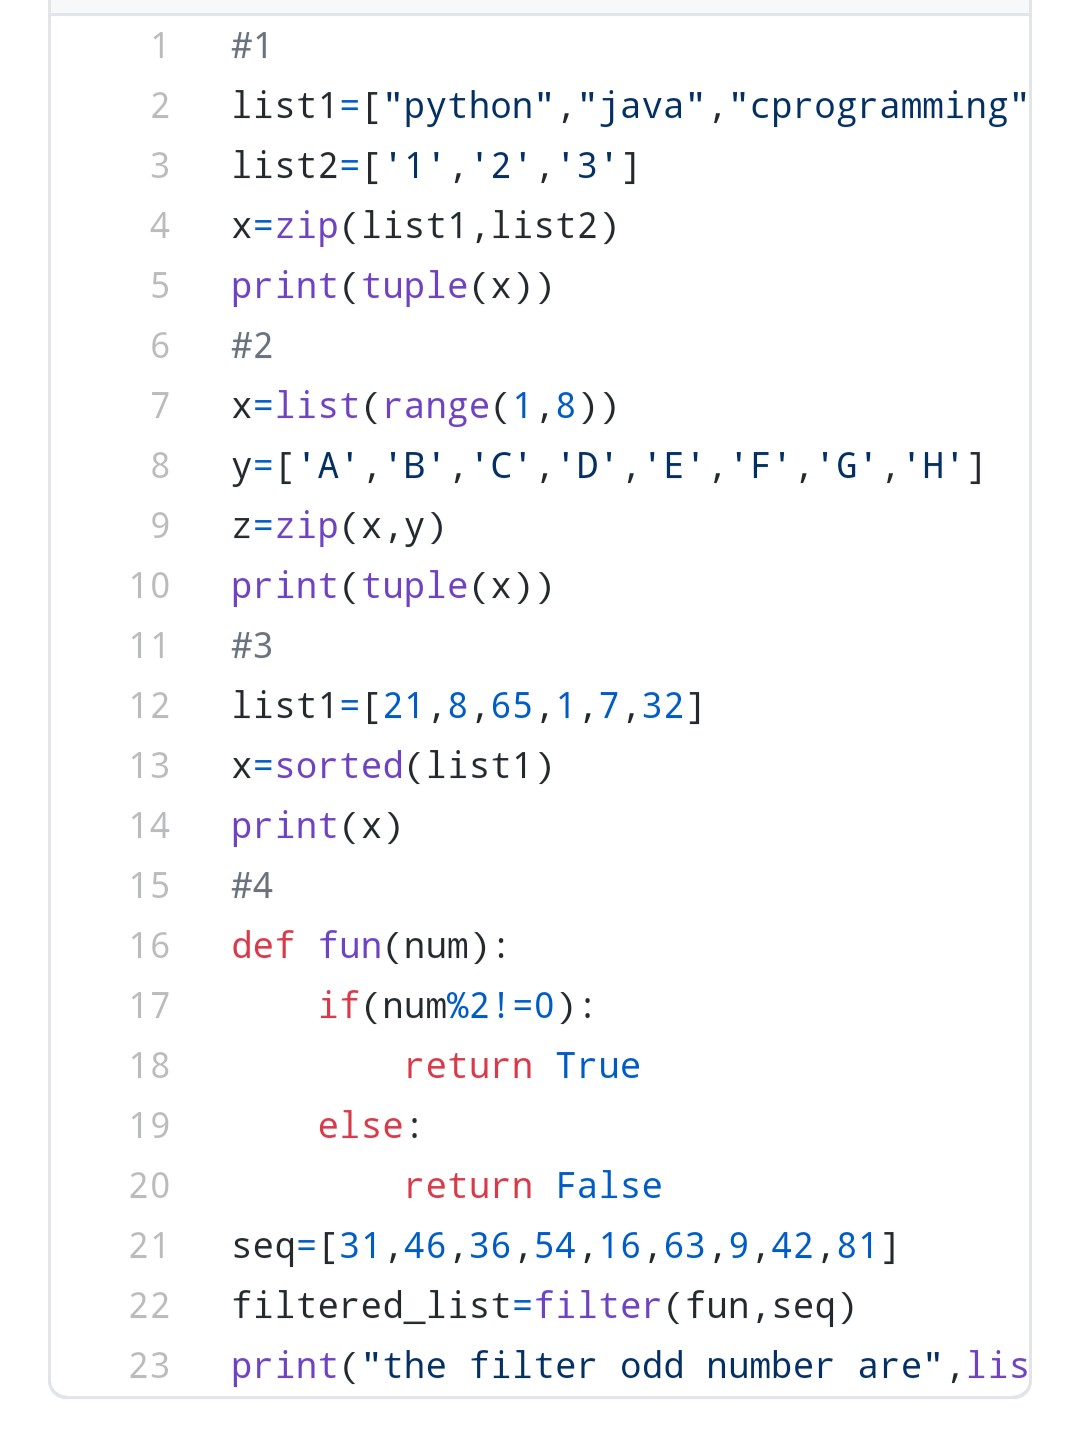 1 #1
2 list1=["python","java","cprogramming"
3 list2=['1','2','3']
4 x=zip(list1,list2)
5 print(tuple(x))
6 #2
7 x=list(range(1,8))
8 y=['A','B','C','D','E','F','G','H']
9 z=zip(x,y)
10 print(tuple(x))
11 #3
12 list1=[21,8,65,1,7,32]
13 x=sorted(list1)
14 print(x)
15 #4
16 def fun(num):
17     if(num%2!=0):
18         return True
19     else:
20         return False
21 seq=[31,46,36,54,16,63,9,42,81]
22 filtered_list=filter(fun,seq)
23 print("the filter odd number are",lis